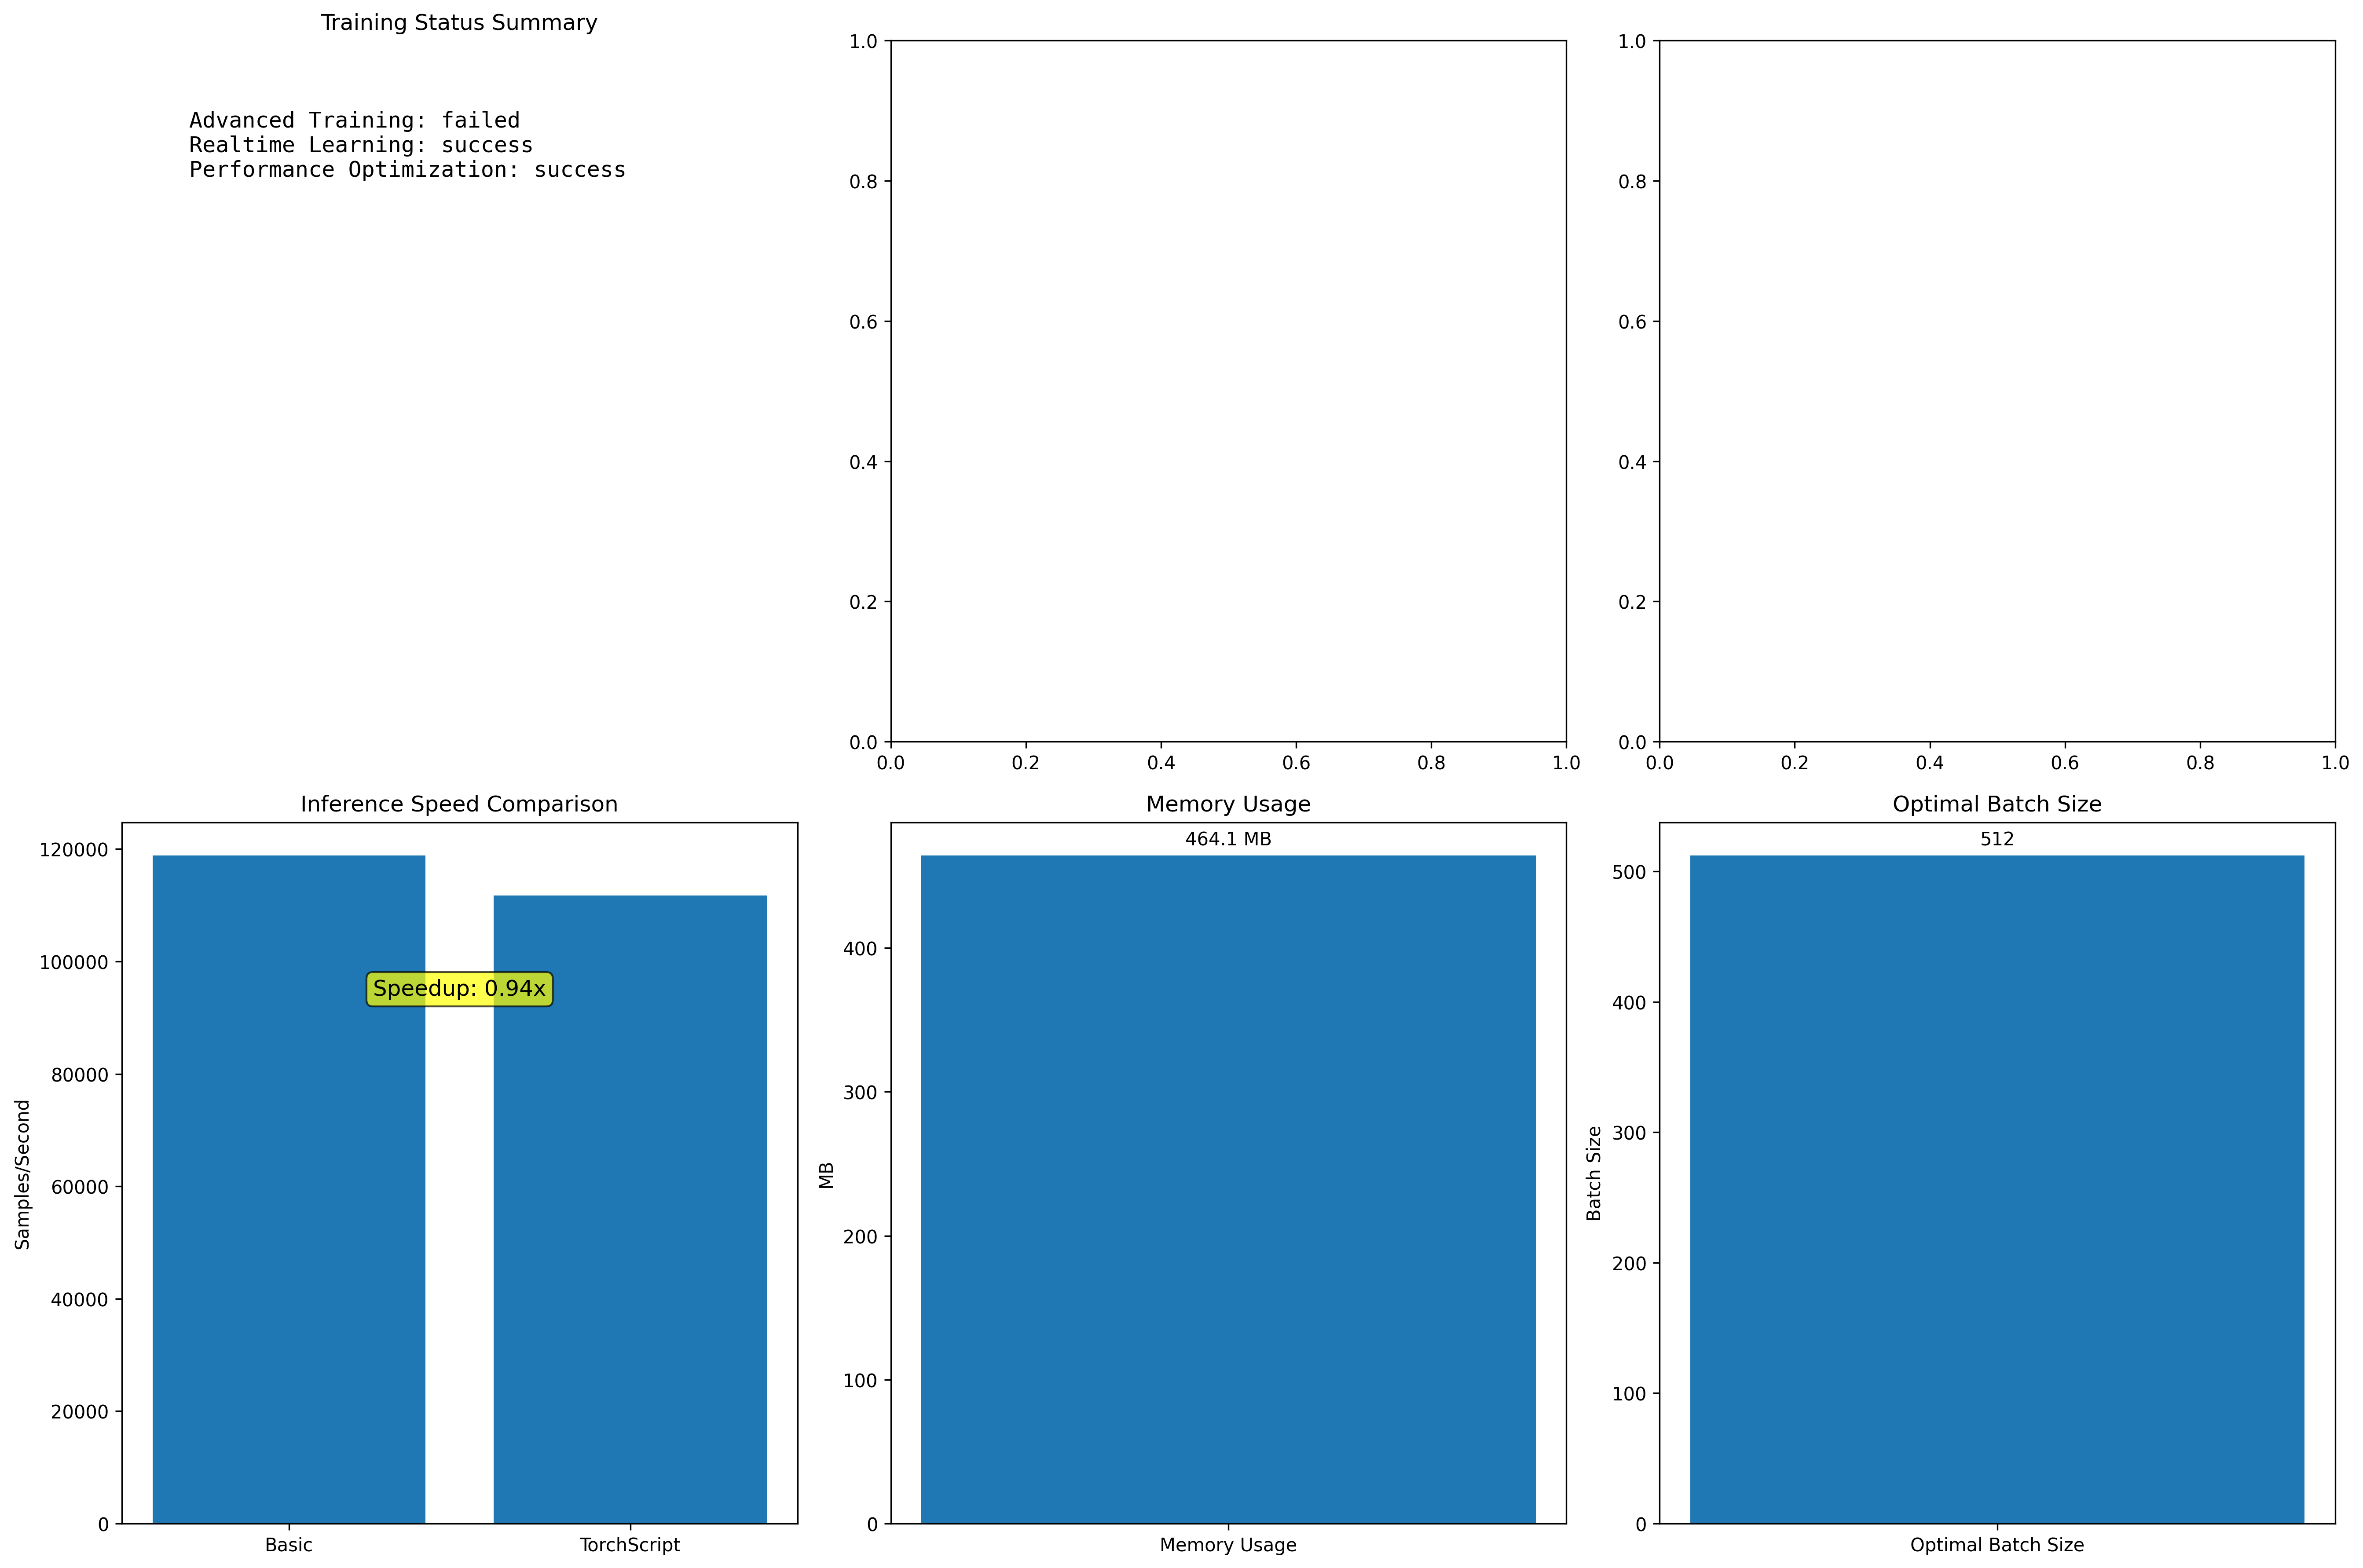 Training Status Summary
Advanced Training: failed
Realtime Learning: success
Performance Optimization: success
1.0
0.8
0.6
0.4
0.2
0.0
0.0 0.2 0.4 0.6 0.8 1.0
1.0
0.8
0.6
0.4
0.2
0.0
0.0 0.2 0.4 0.6 0.8 1.0
Inference Speed Comparison
Samples/Second
120000
100000
80000
60000
40000
20000
0
Speedup: 0.94x
Basic TorchScript
Memory Usage
464.1 MB
MB
400
300
200
100
0
Memory Usage
Optimal Batch Size
512
Batch Size
500
400
300
200
100
0
Optimal Batch Size